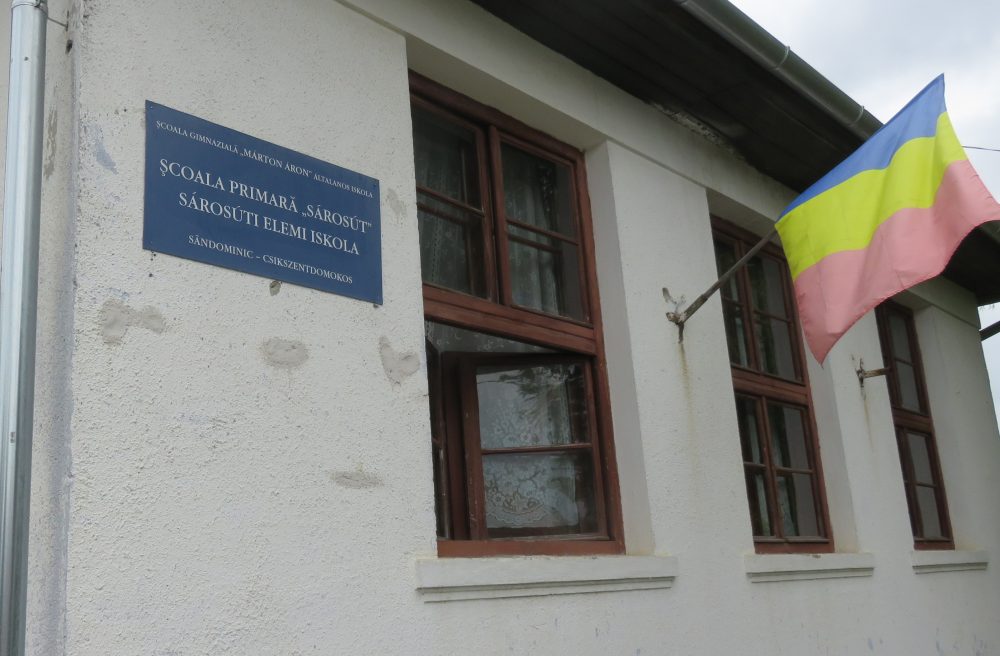 ŞCOALA GIMNAZIALĂ „MÁRTON ÁRON” ÁLTALÁNOS ISKOLA
ŞCOALA PRIMARĂ „SÁROSÚT”
SÁROSÚTI ELEMI ISKOLA
SÂNDOMINIC – CSIKSZENTDOMOKOS